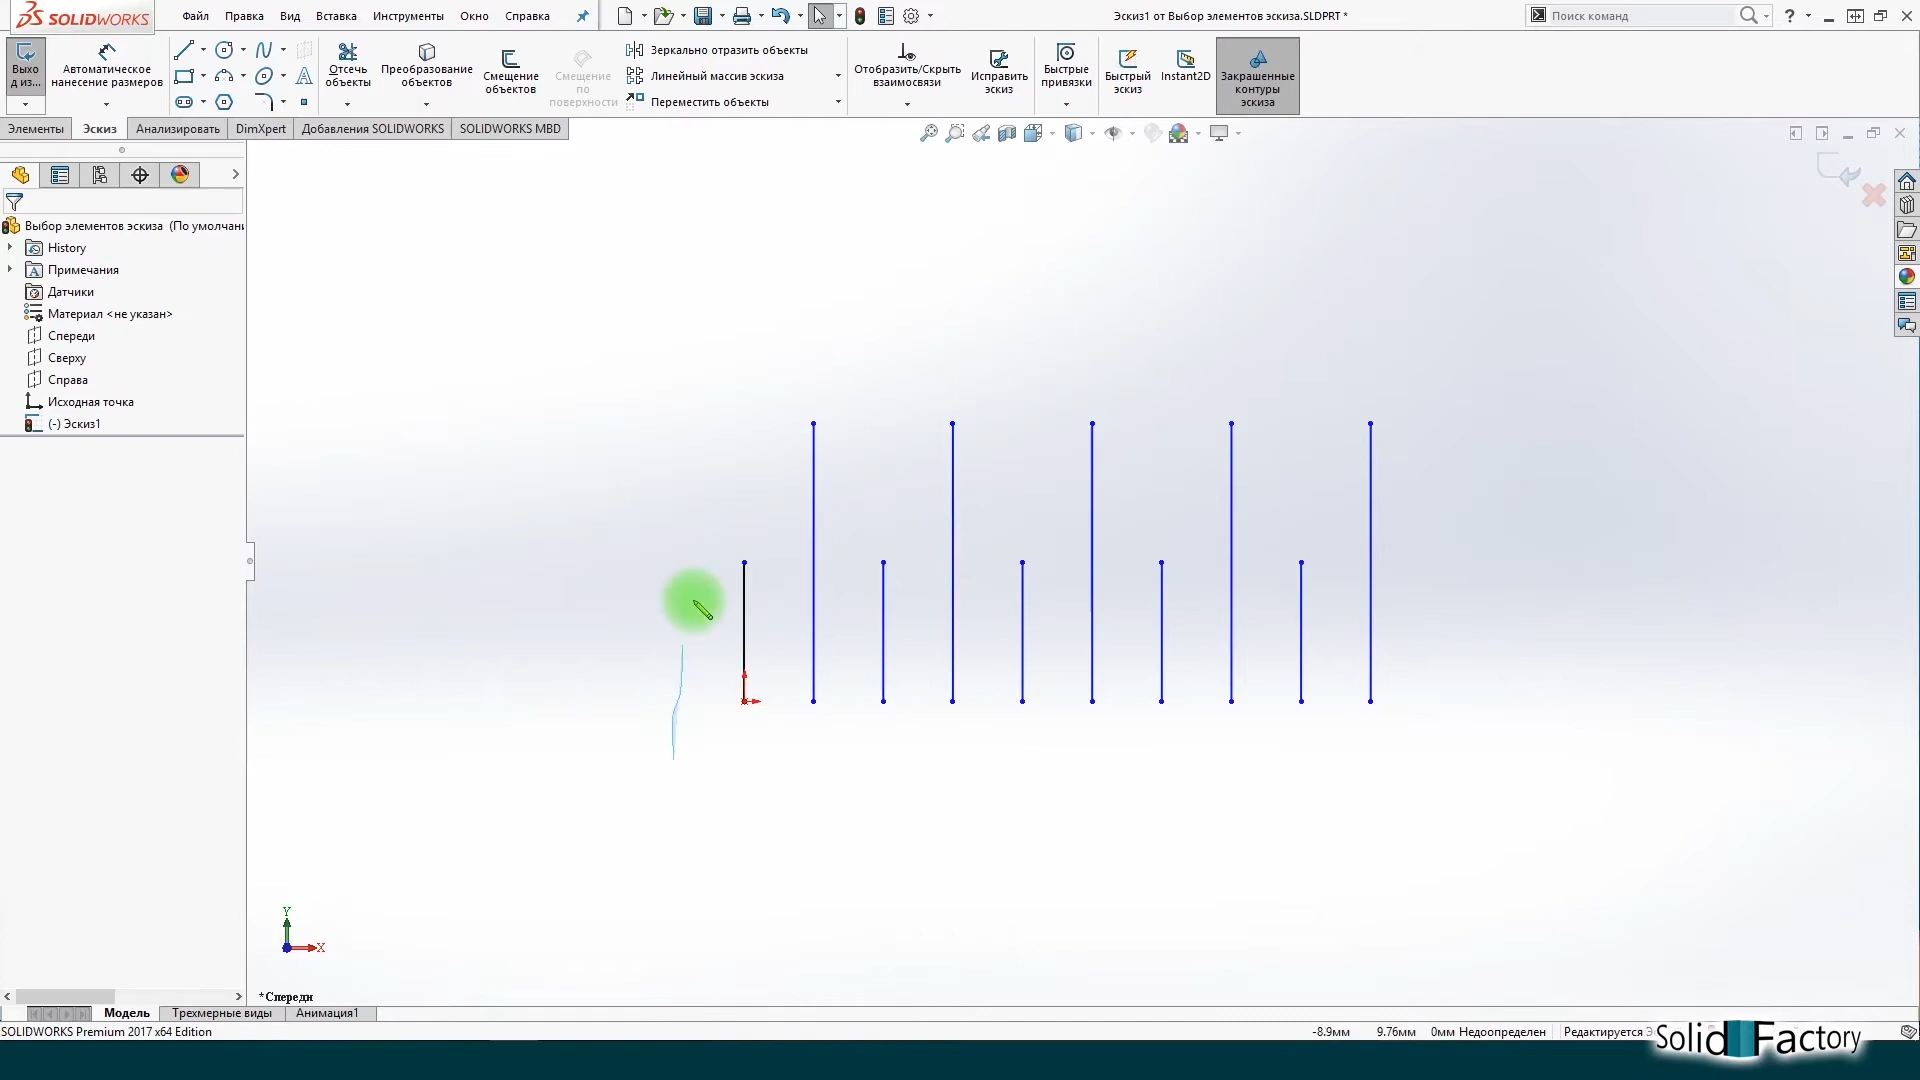 SOLIDWORKS
Файл Правка Вид Вставка Инструменты Окно Справка
Эскиз1 от Выбор элементов эскиза.SLDPRT *
Поиск команд
Выхо
д из...
Автоматическое
нанесение размеров
Отсечь
объекты
Преобразование
объектов
Смещение
объектов
Смещение
по
поверхности
Зеркально отразить объекты
Линейный массив эскиза
Переместить объекты
Отобразить/Скрыть
взаимосвязи
Исправить
эскиз
Быстрые
привязки
Быстрый
эскиз
Instant2D
Закрашенные
контуры
эскиза
Элементы Эскиз Анализировать DimXpert Добавления SOLIDWORKS SOLIDWORKS MBD
Выбор элементов эскиза (По умолчани
History
Примечания
Датчики
Материал <не указан>
Спереди
Сверху
Справа
Исходная точка
(-) Эскиз1
Y
X
*Спереди
Модель Трехмерные виды Анимация1
SOLIDWORKS Premium 2017 x64 Edition
-8.9мм 9.76мм 0мм Недоопределен Редактируется Э
Solid Factory